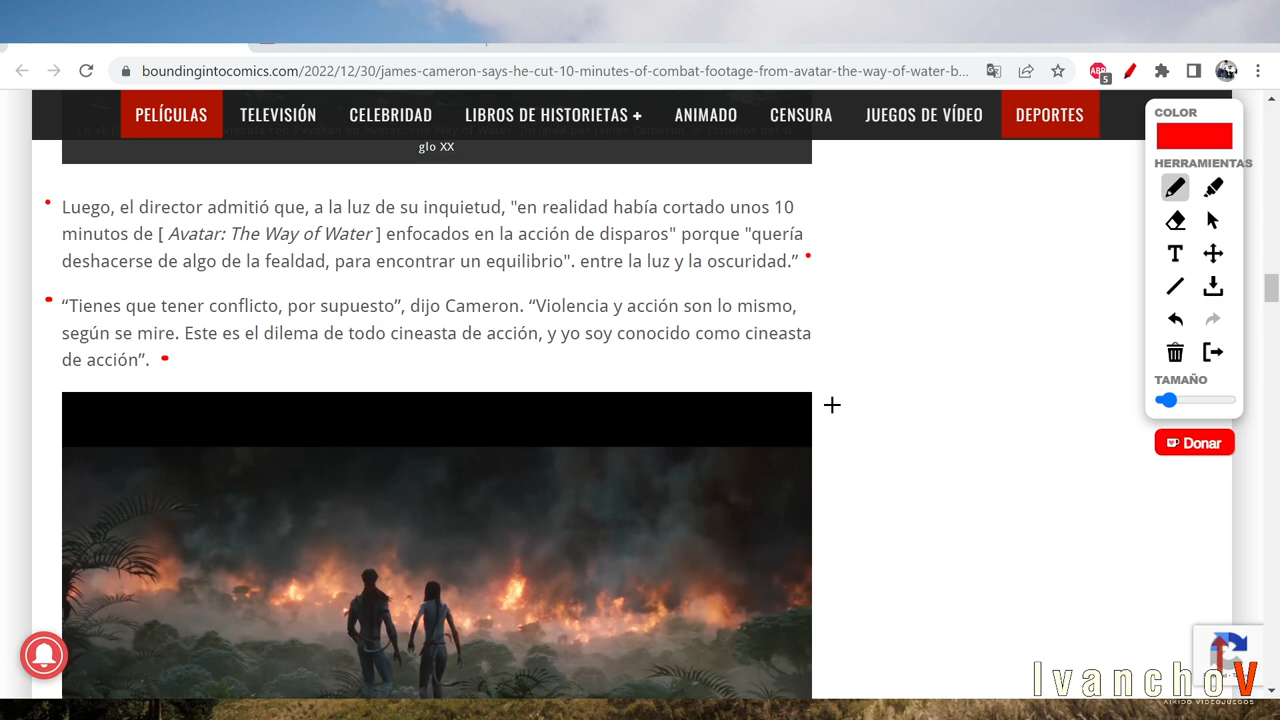 boundingintocomics.com/2022/12/30/james-cameron-says-he-cut-10-minutes-of-combat-footage-from-avatar-the-way-of-water-b...
ABP
5
PELÍCULAS
TELEVISIÓN
CELEBRIDAD
LIBROS DE HISTORIETAS +
ANIMADO
CENSURA
JUEGOS DE VÍDEO
DEPORTES
glo XX
Luego, el director admitió que, a la luz de su inquietud, "en realidad había cortado unos 10
minutos de [ Avatar: The Way of Water ] enfocados en la acción de disparos" porque "quería
deshacerse de algo de la fealdad, para encontrar un equilibrio". entre la luz y la oscuridad.”
“Tienes que tener conflicto, por supuesto”, dijo Cameron. “Violencia y acción son lo mismo,
según se mire. Este es el dilema de todo cineasta de acción, y yo soy conocido como cineasta
de acción”.
COLOR
HERRAMIENTAS
T
TAMAÑO
Donar
IvanchoV
AIKIDO VIDEOJUEGOS